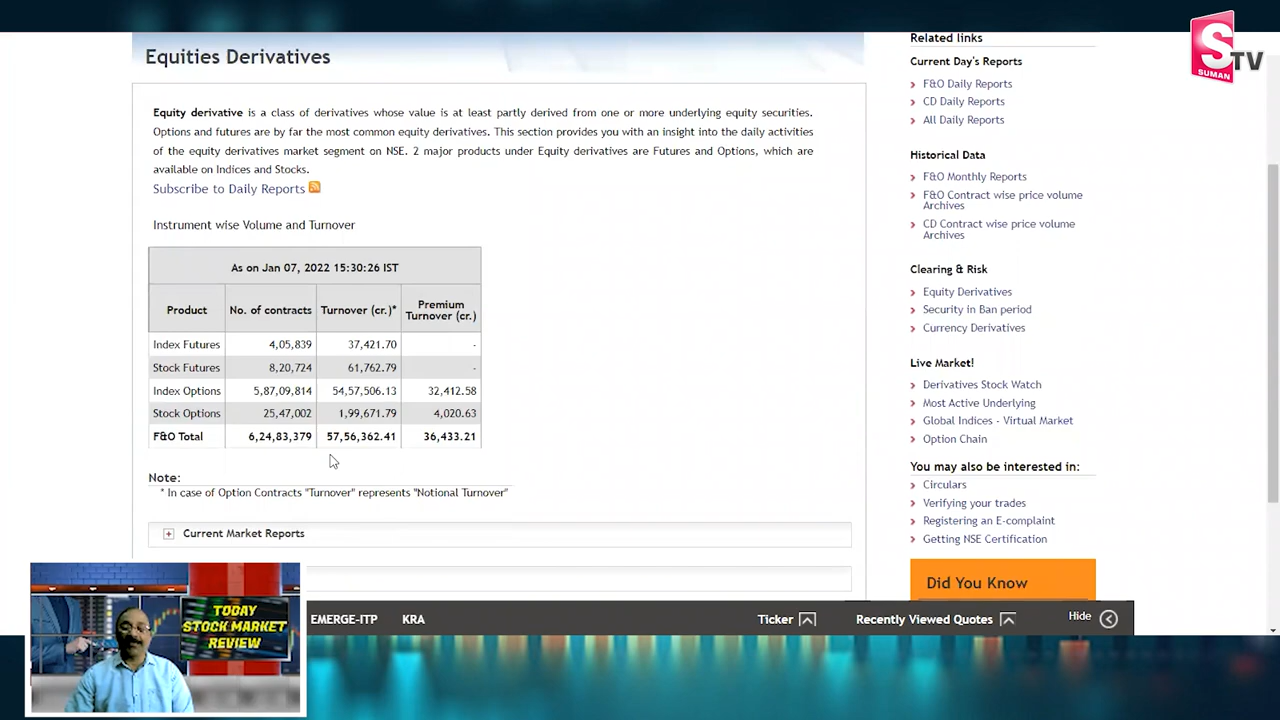 Equities Derivatives
Equity derivative is a class of derivatives whose value is at least partly derived from one or more underlying equity securities.
Options and futures are by far the most common equity derivatives. This section provides you with an insight into the daily activities
of the equity derivatives market segment on NSE. 2 major products under Equity derivatives are Futures and Options, which are
available on Indices and Stocks.
Subscribe to Daily Reports
Instrument wise Volume and Turnover
As on Jan 07, 2022 15:30:26 IST
Product No. of contracts Turnover (cr.)* Premium Turnover (cr.)
Index Futures 4,05,839 37,421.70 -
Stock Futures 8,20,724 61,762.79 -
Index Options 5,87,09,814 54,57,506.13 32,412.58
Stock Options 25,47,002 1,99,671.79 4,020.63
F&O Total 6,24,83,379 57,56,362.41 36,433.21
Note:
* In case of Option Contracts "Turnover" represents "Notional Turnover"
Current Market Reports
Related links
Current Day's Reports
F&O Daily Reports
CD Daily Reports
All Daily Reports
Historical Data
F&O Monthly Reports
F&O Contract wise price volume
Archives
CD Contract wise price volume
Archives
Clearing & Risk
Equity Derivatives
Security in Ban period
Currency Derivatives
Live Market!
Derivatives Stock Watch
Most Active Underlying
Global Indices - Virtual Market
Option Chain
You may also be interested in:
Circulars
Verifying your trades
Registering an E-complaint
Getting NSE Certification
Did You Know
EMERGE-ITP KRA Ticker Recently Viewed Quotes Hide
S TV
SUMAN
TODAY
STOCK MARKET
REVIEW